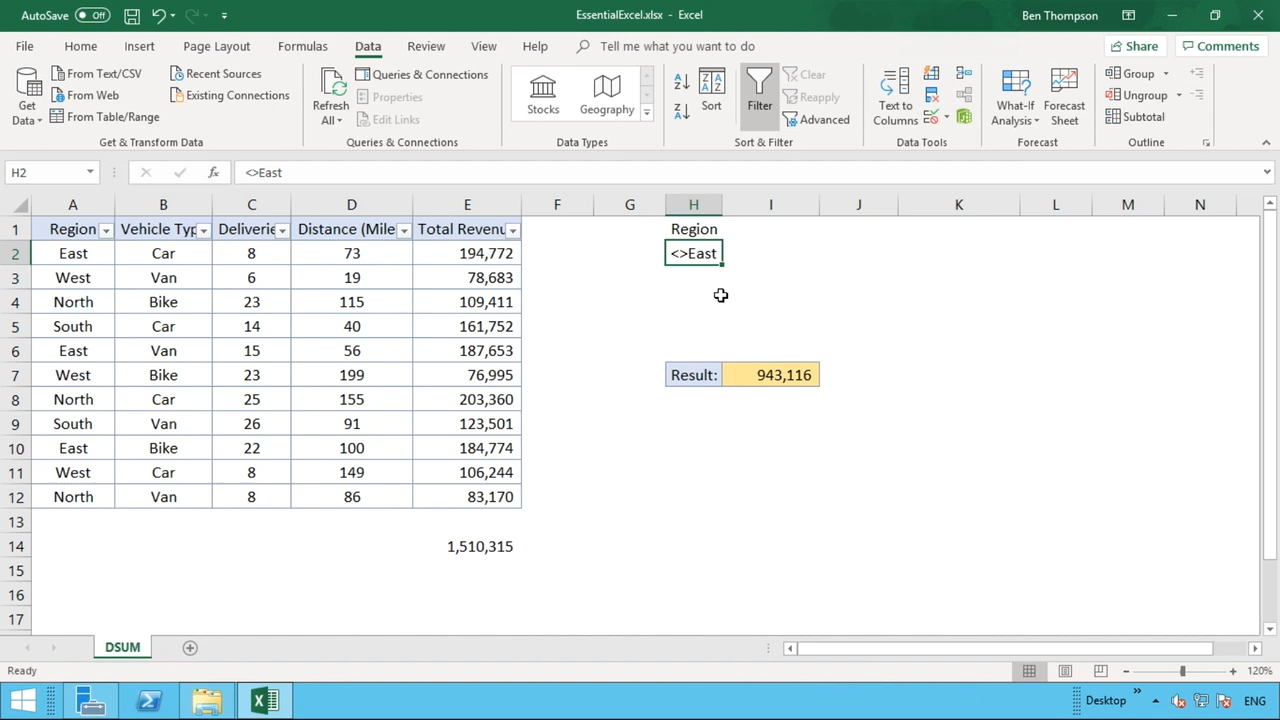 AutoSave Off EssentialExcel.xlsx - Excel Ben Thompson
File Home Insert Page Layout Formulas Data Review View Help Tell me what you want to do Share Comments
Get Data From Text/CSV From Web From Table/Range Recent Sources Existing Connections
Refresh All Queries & Connections Properties Edit Links
Stocks Geography
Sort Filter Clear Reapply Advanced
Text to Columns
What-If Analysis Forecast Sheet
Group Ungroup Subtotal
Get & Transform Data Queries & Connections Data Types Sort & Filter Data Tools Forecast Outline
H2 fx <>East
A B C D E F G H I J K L M N
1 Region Vehicle Typ Deliverie Distance (Mile Total Revenu Region
2 East Car 8 73 194,772 <>East
3 West Van 6 19 78,683
4 North Bike 23 115 109,411
5 South Car 14 40 161,752
6 East Van 15 56 187,653
7 West Bike 23 199 76,995 Result: 943,116
8 North Car 25 155 203,360
9 South Van 26 91 123,501
10 East Bike 22 100 184,774
11 West Car 8 149 106,244
12 North Van 8 86 83,170
13
14 1,510,315
15
16
17
DSUM
Ready 120%
Desktop ENG